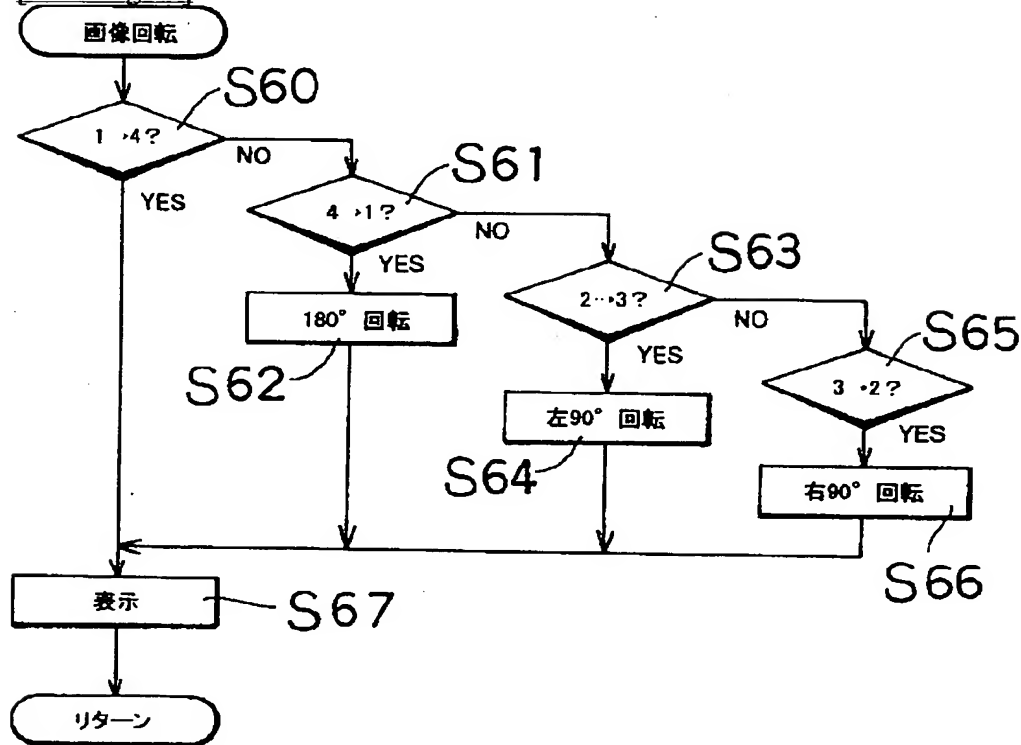 画像回転
S60
1→4?
NO
YES
S61
4→1?
NO
YES
S63
2→3?
NO
YES
S65
3→2?
YES
180° 回転
S62
左90° 回転
S64
右90° 回転
S66
表示
S67
リターン